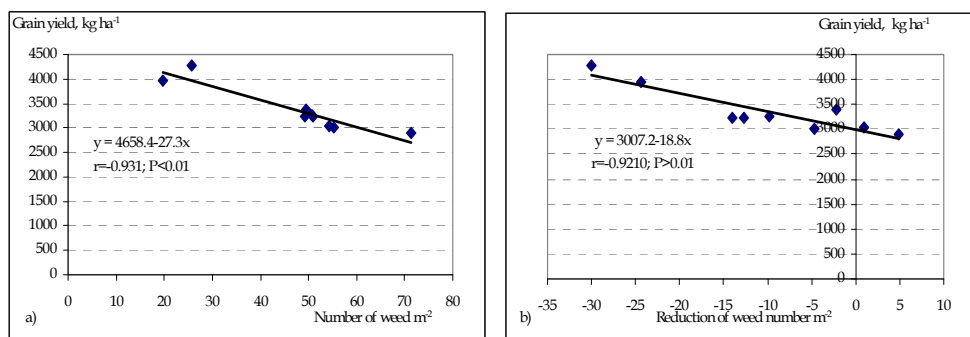 Grain yield, kg ha-1
4500
4000
3500
3000
2500
2000
1500
1000
500
0
y = 4658.4-27.3x
r=-0.931; P<0.01
0 10 20 30 40 50 60 70 80
a) Number of weed m-2
Grain yield, kg ha-1
4500
4000
3500
3000
2500
2000
1500
1000
500
0
y = 3007.2-18.8x
r=-0.9210; P>0.01
-35 -30 -25 -20 -15 -10 -5 0 5 10
b) Reduction of weed number m-2